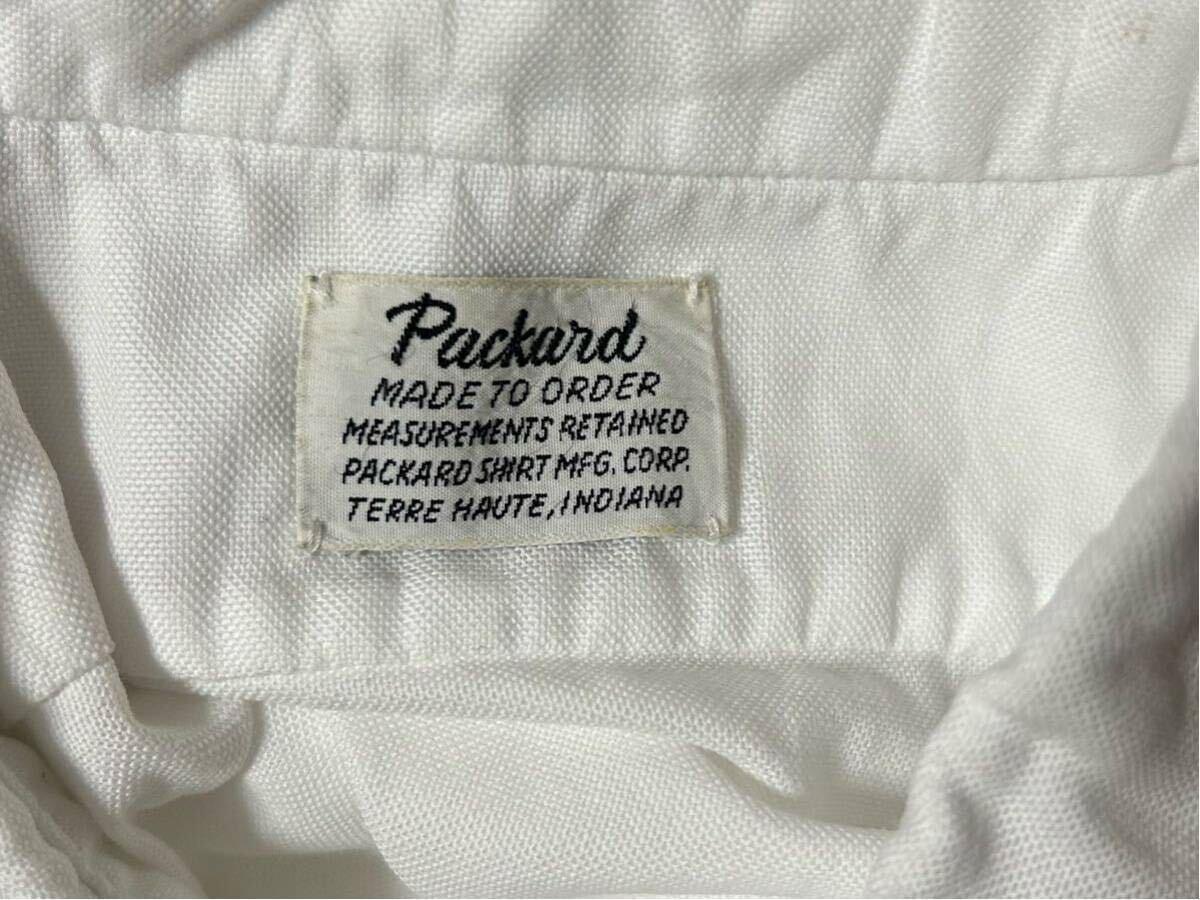 Packard
MADE TO ORDER
MEASUREMENTS RETAINED
PACKARD SHIRT MFG. CORP.
TERRE HAUTE, INDIANA